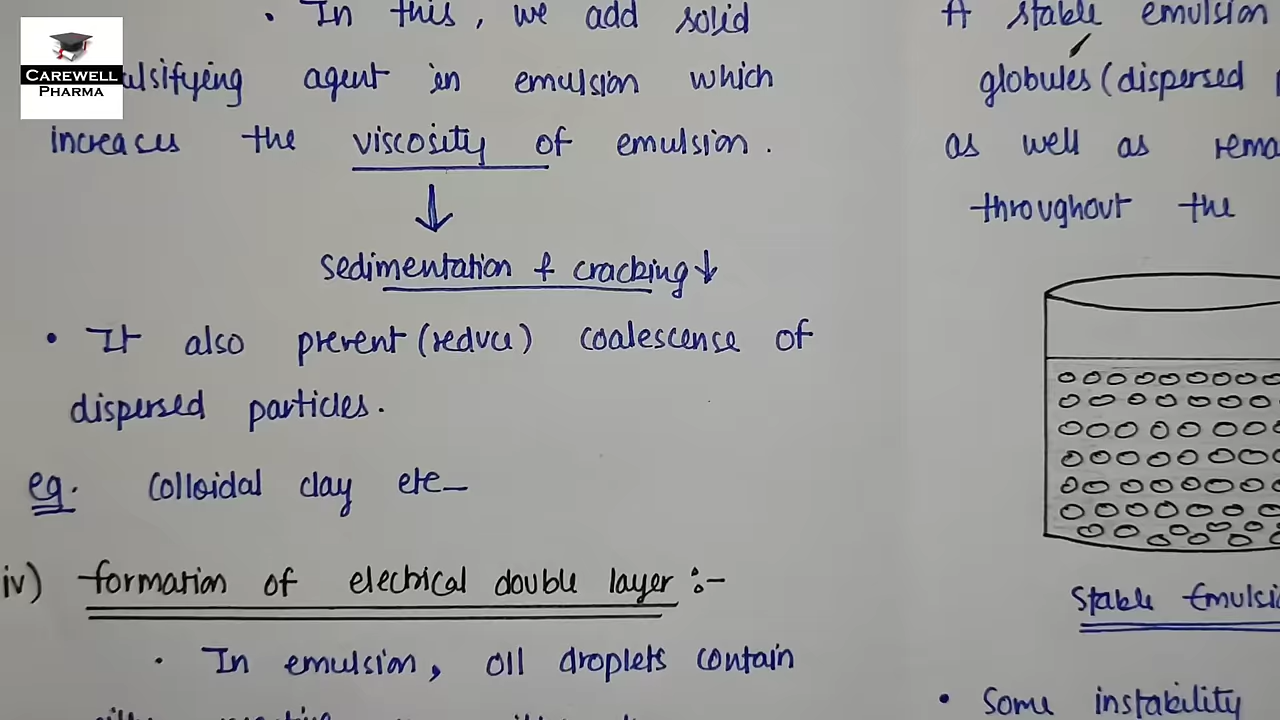 CAREWELL
PHARMA
• In this, we add solid
ulsifying agent in emulsion which
increases the viscosity of emulsion.
↓
sedimentation & cracking ↓
• It also prevent (reduce) coalescense of
dispersed particles.
eg. colloidal clay etc_
iv) formation of electrical double layer :-
• In emulsion, oil droplets contain
A stable emulsion
globules (dispersed
as well as rema
throughout the
Stable Emulsi
• Some instability